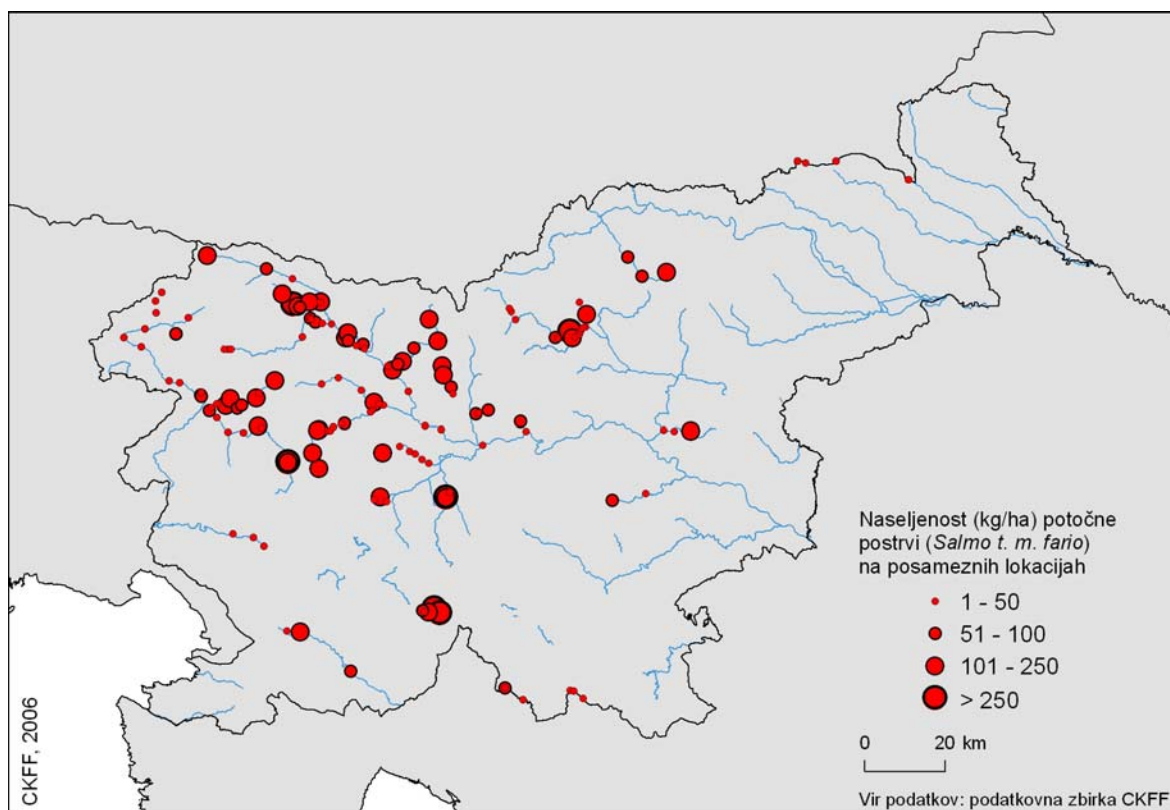 Naseljenost (kg/ha) potočne
postrvi (Salmo t. m. fario)
na posameznih lokacijah
1 - 50
51 - 100
101 - 250
> 250
0 20 km
Vir podatkov: podatkovna zbirka CKFF
CKFF, 2006